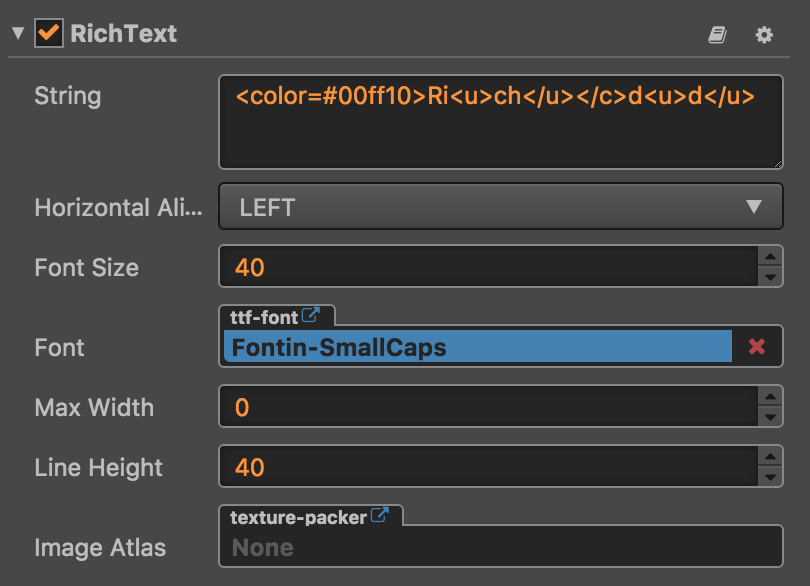 RichText
String
<color=#00ff10>Ri<u>ch</u></c>d<u>d</u>
Horizontal Ali...
LEFT
Font Size
40
ttf-font
Font
Fontin-SmallCaps
Max Width
0
Line Height
40
texture-packer
Image Atlas
None